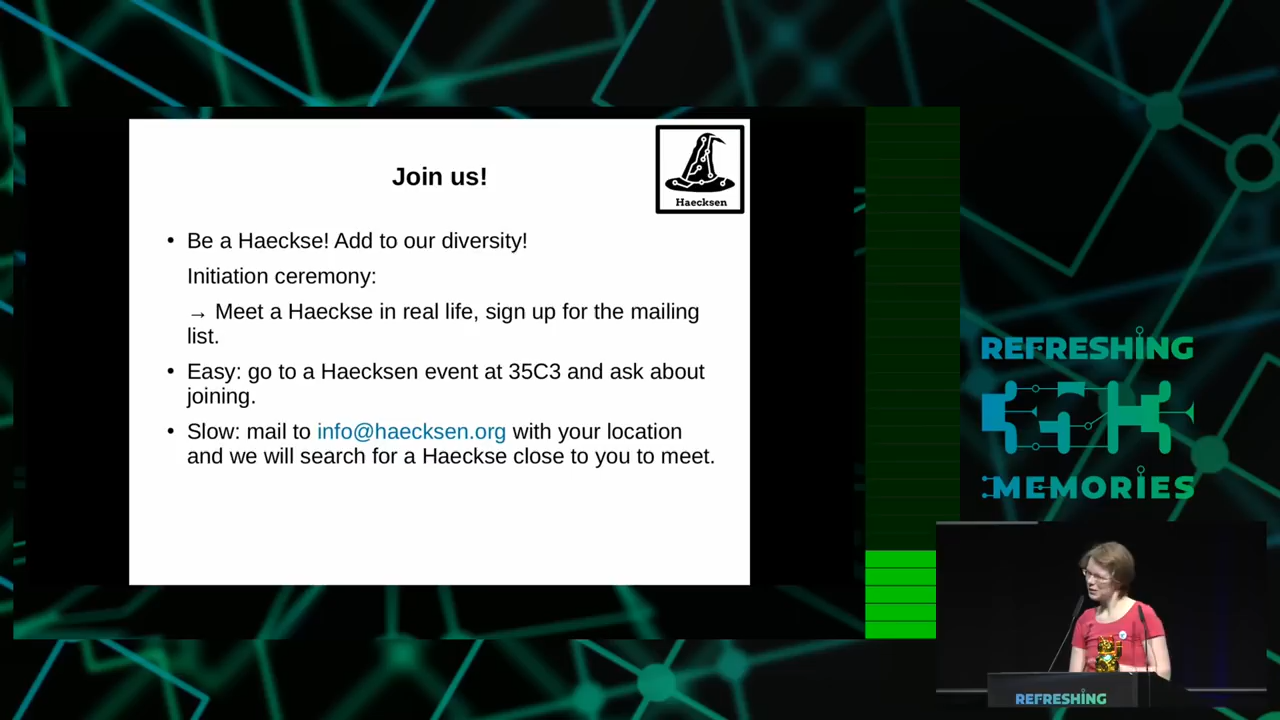 Join us!
Haecksen
• Be a Haeckse! Add to our diversity!
Initiation ceremony:
→ Meet a Haeckse in real life, sign up for the mailing
list.
• Easy: go to a Haecksen event at 35C3 and ask about
joining.
• Slow: mail to info@haecksen.org with your location
and we will search for a Haeckse close to you to meet.
REFRESHING
MEMORIES
REFRESHING